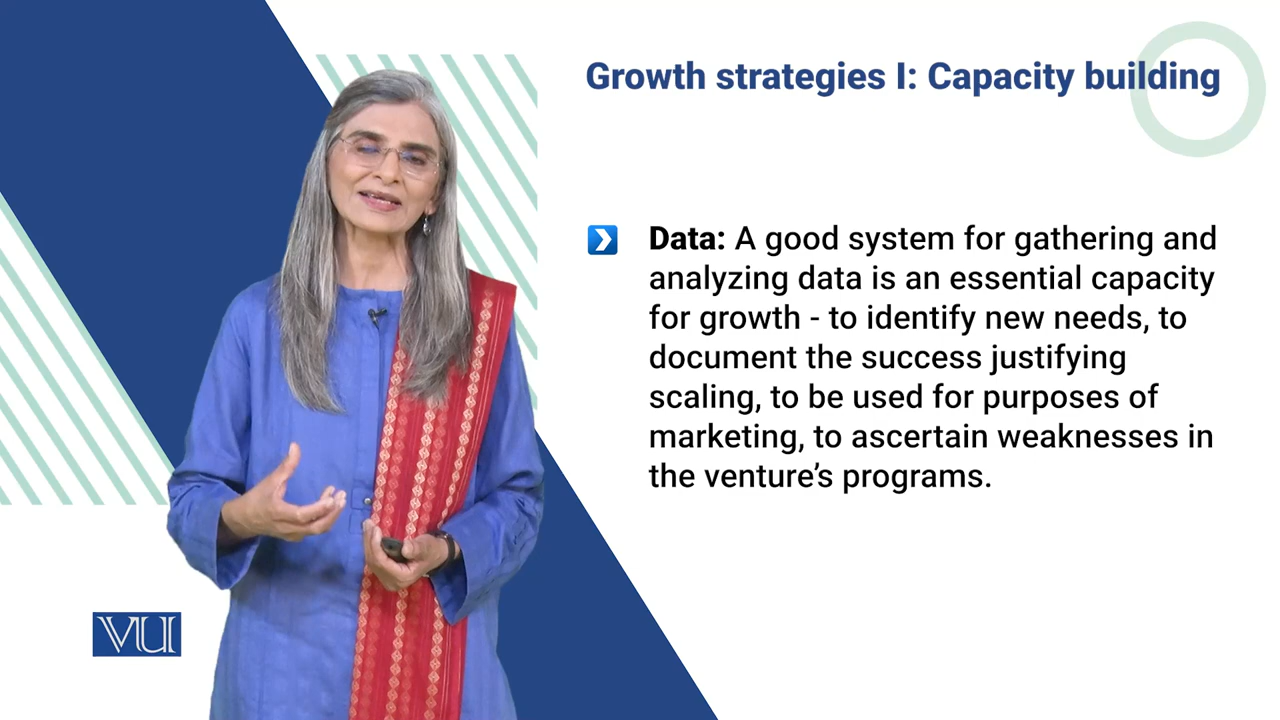 Growth strategies I: Capacity building
Data: A good system for gathering and
analyzing data is an essential capacity
for growth - to identify new needs, to
document the success justifying
scaling, to be used for purposes of
marketing, to ascertain weaknesses in
the venture’s programs.
VU